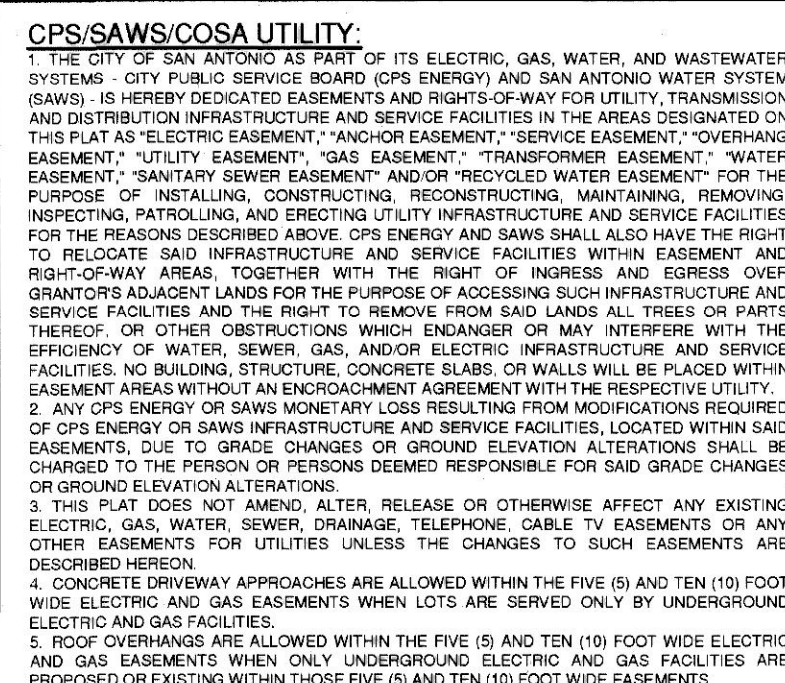 CPS/SAWS/COSA UTILITY:
1. THE CITY OF SAN ANTONIO AS PART OF ITS ELECTRIC, GAS, WATER, AND WASTEWATER
SYSTEMS - CITY PUBLIC SERVICE BOARD (CPS ENERGY) AND SAN ANTONIO WATER SYSTEM
(SAWS) - IS HEREBY DEDICATED EASEMENTS AND RIGHTS-OF-WAY FOR UTILITY, TRANSMISSION
AND DISTRIBUTION INFRASTRUCTURE AND SERVICE FACILITIES IN THE AREAS DESIGNATED ON
THIS PLAT AS "ELECTRIC EASEMENT," "ANCHOR EASEMENT," "SERVICE EASEMENT," "OVERHANG
EASEMENT," "UTILITY EASEMENT", "GAS EASEMENT," "TRANSFORMER EASEMENT," "WATER
EASEMENT," "SANITARY SEWER EASEMENT" AND/OR "RECYCLED WATER EASEMENT" FOR THE
PURPOSE OF INSTALLING, CONSTRUCTING, RECONSTRUCTING, MAINTAINING, REMOVING,
INSPECTING, PATROLLING, AND ERECTING UTILITY INFRASTRUCTURE AND SERVICE FACILITIES
FOR THE REASONS DESCRIBED ABOVE. CPS ENERGY AND SAWS SHALL ALSO HAVE THE RIGHT
TO RELOCATE SAID INFRASTRUCTURE AND SERVICE FACILITIES WITHIN EASEMENT AND
RIGHT-OF-WAY AREAS, TOGETHER WITH THE RIGHT OF INGRESS AND EGRESS OVER
GRANTOR'S ADJACENT LANDS FOR THE PURPOSE OF ACCESSING SUCH INFRASTRUCTURE AND
SERVICE FACILITIES AND THE RIGHT TO REMOVE FROM SAID LANDS ALL TREES OR PARTS
THEREOF, OR OTHER OBSTRUCTIONS WHICH ENDANGER OR MAY INTERFERE WITH THE
EFFICIENCY OF WATER, SEWER, GAS, AND/OR ELECTRIC INFRASTRUCTURE AND SERVICE
FACILITIES. NO BUILDING, STRUCTURE, CONCRETE SLABS, OR WALLS WILL BE PLACED WITHIN
EASEMENT AREAS WITHOUT AN ENCROACHMENT AGREEMENT WITH THE RESPECTIVE UTILITY.
2. ANY CPS ENERGY OR SAWS MONETARY LOSS RESULTING FROM MODIFICATIONS REQUIRED
OF CPS ENERGY OR SAWS INFRASTRUCTURE AND SERVICE FACILITIES, LOCATED WITHIN SAID
EASEMENTS, DUE TO GRADE CHANGES OR GROUND ELEVATION ALTERATIONS SHALL BE
CHARGED TO THE PERSON OR PERSONS DEEMED RESPONSIBLE FOR SAID GRADE CHANGES
OR GROUND ELEVATION ALTERATIONS.
3. THIS PLAT DOES NOT AMEND, ALTER, RELEASE OR OTHERWISE AFFECT ANY EXISTING
ELECTRIC, GAS, WATER, SEWER, DRAINAGE, TELEPHONE, CABLE TV EASEMENTS OR ANY
OTHER EASEMENTS FOR UTILITIES UNLESS THE CHANGES TO SUCH EASEMENTS ARE
DESCRIBED HEREON.
4. CONCRETE DRIVEWAY APPROACHES ARE ALLOWED WITHIN THE FIVE (5) AND TEN (10) FOOT
WIDE ELECTRIC AND GAS EASEMENTS WHEN LOTS ARE SERVED ONLY BY UNDERGROUND
ELECTRIC AND GAS FACILITIES.
5. ROOF OVERHANGS ARE ALLOWED WITHIN THE FIVE (5) AND TEN (10) FOOT WIDE ELECTRIC
AND GAS EASEMENTS WHEN ONLY UNDERGROUND ELECTRIC AND GAS FACILITIES ARE
PROPOSED OR EXISTING WITHIN THOSE FIVE (5) AND TEN (10) FOOT WIDE EASEMENTS